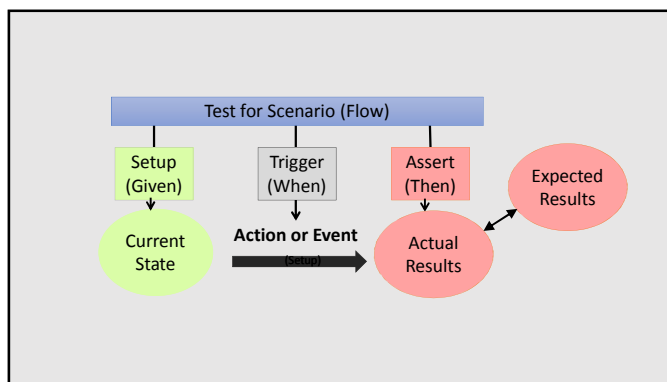 Test for Scenario (Flow)
Setup
(Given)
Trigger
(When)
Assert
(Then)
Expected
Results
Current
State
Action or Event
(Setup)
Actual
Results